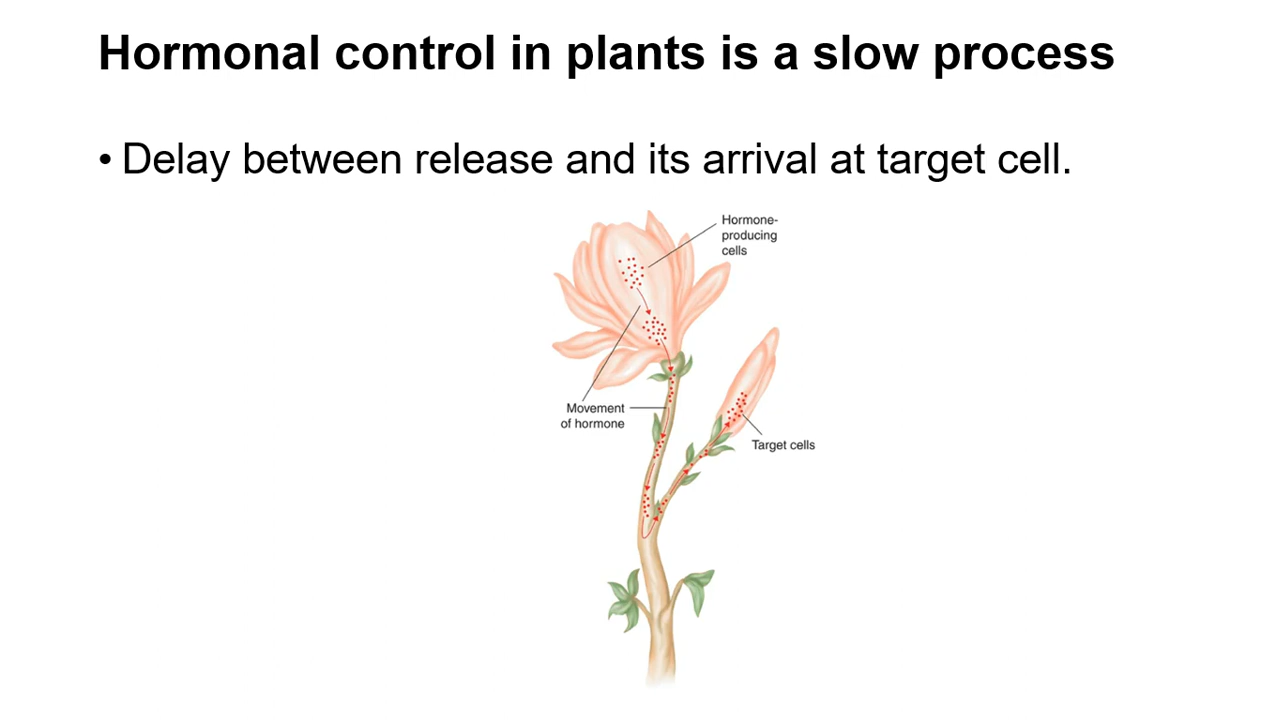 Hormonal control in plants is a slow process
• Delay between release and its arrival at target cell.
Hormone-
producing
cells
Movement
of hormone
Target cells